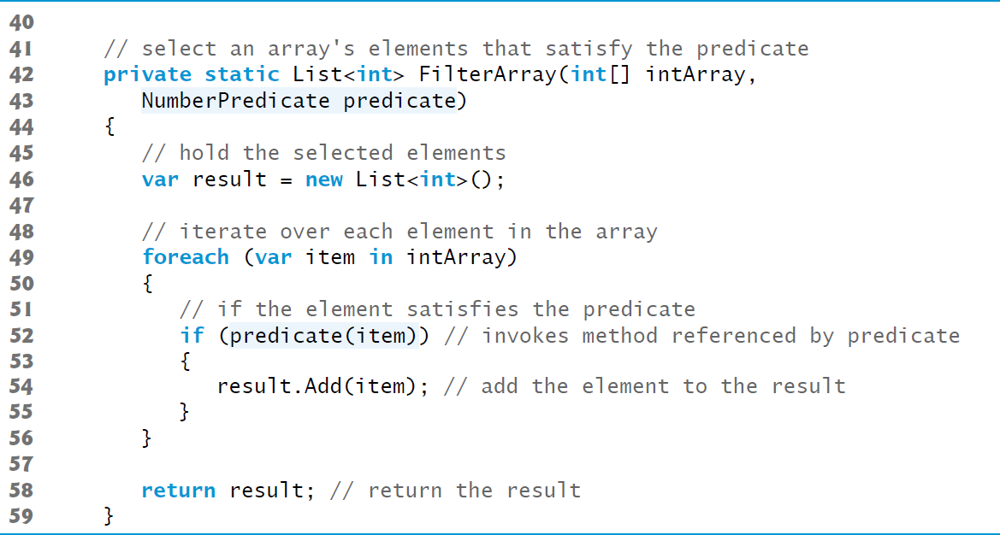 40
41 // select an array's elements that satisfy the predicate
42 private static List<int> FilterArray(int[] intArray,
43 NumberPredicate predicate)
44 {
45 // hold the selected elements
46 var result = new List<int>();
47
48 // iterate over each element in the array
49 foreach (var item in intArray)
50 {
51 // if the element satisfies the predicate
52 if (predicate(item)) // invokes method referenced by predicate
53 {
54 result.Add(item); // add the element to the result
55 }
56 }
57
58 return result; // return the result
59 }